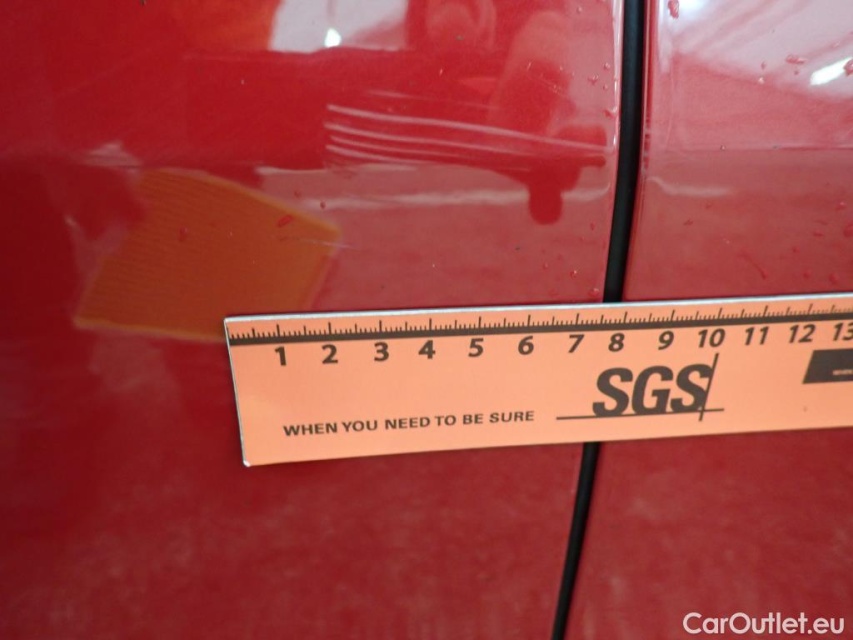 1 2 3 4 5 6 7 8 9 10 11 12 13
SGS
WHEN YOU NEED TO BE SURE
CarOutlet.eu